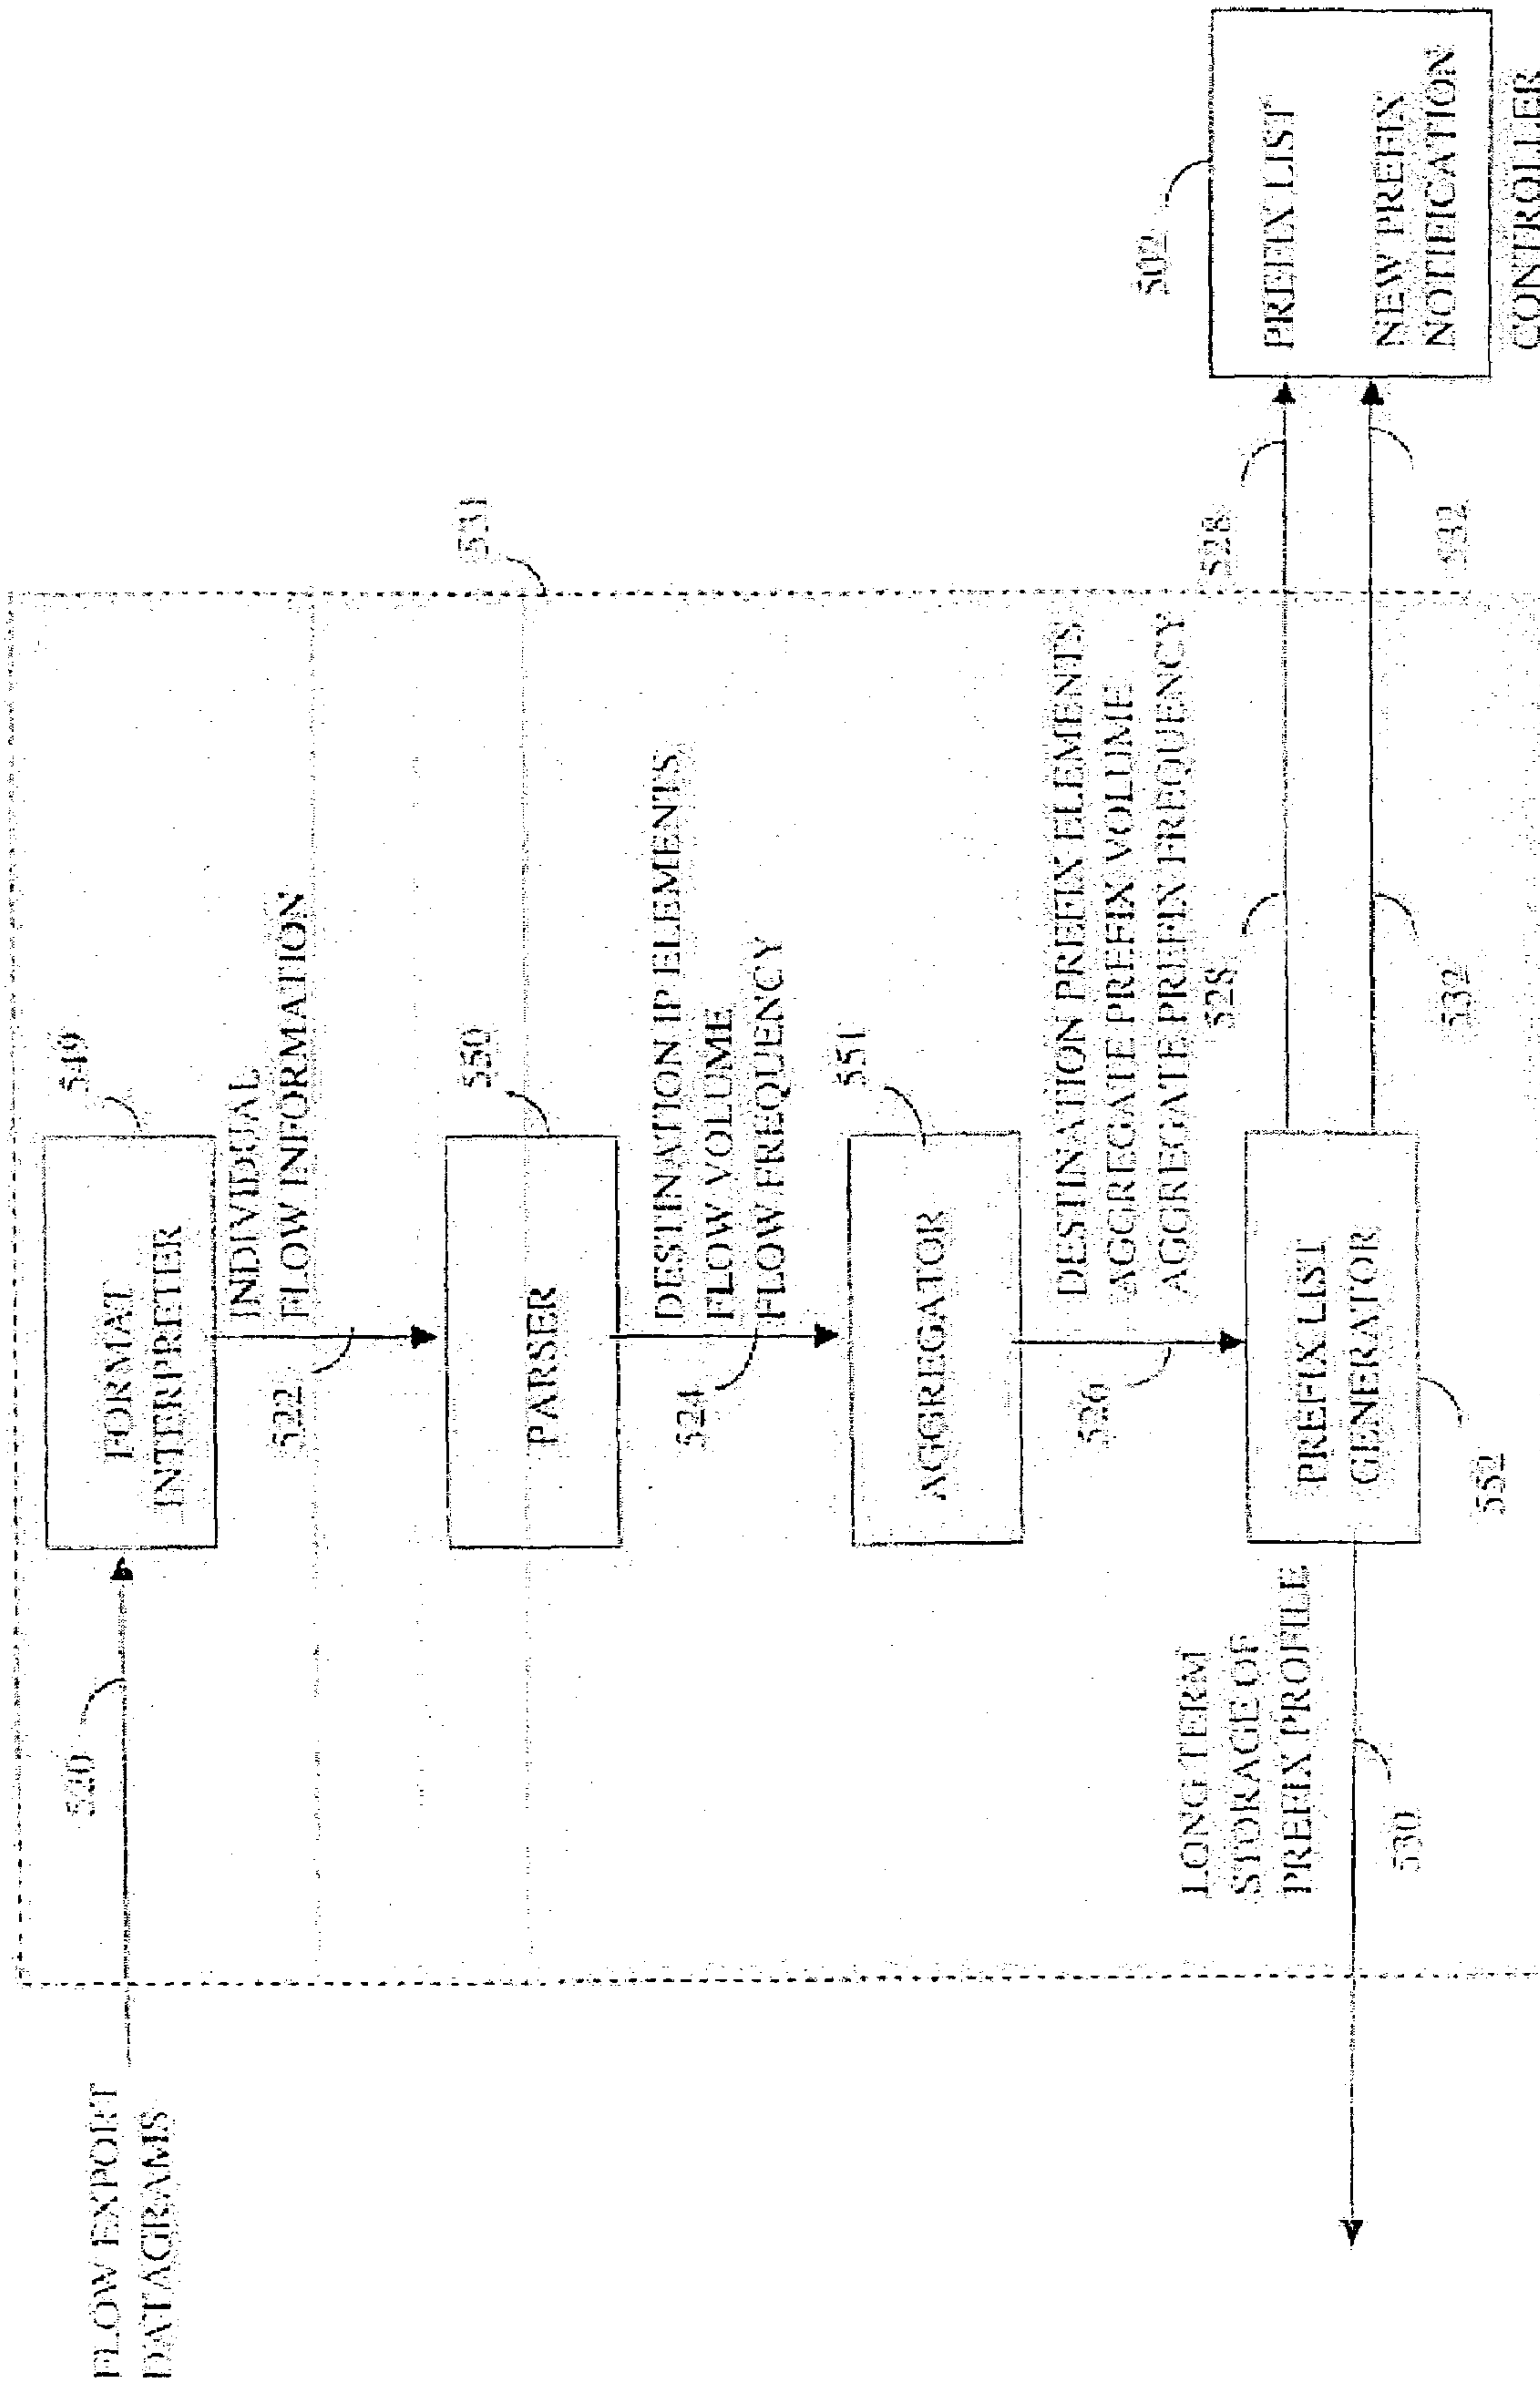 FLOW EXPORT
DATAGRAMS
520
FORMAT
INTERPRETER
549
INDIVIDUAL
FLOW INFORMATION
522
531
PARSER
550
DESTINATION IP ELEMENTS
FLOW VOLUME
FLOW FREQUENCY
524
AGGREGATOR
551
DESTINATION PREFIX ELEMENTS
AGGREGATE PREFIX VOLUME
AGGREGATE PREFIX FREQUENCY
526
LONG TERM
STORAGE OF
PREFIX PROFILE
530
PREFIX LIST
GENERATOR
552
528
528
532
532
502
PREFIX LIST
NEW PREFIX
NOTIFICATION
CONTROLLER